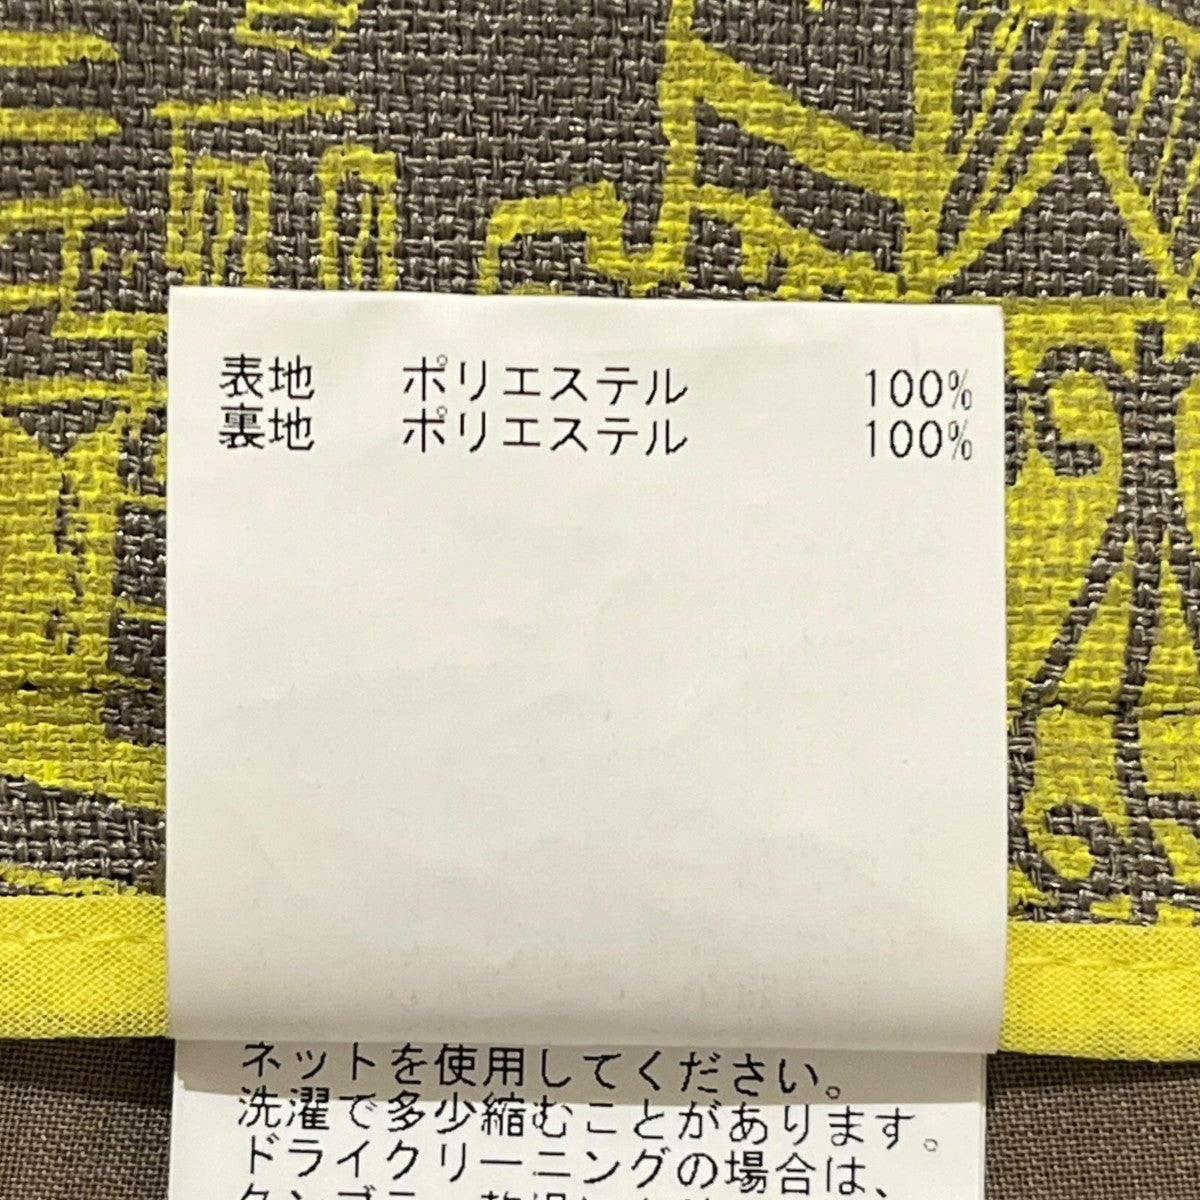 表地 ポリエステル 100%
裏地 ポリエステル 100%
ネットを使用してください。
洗濯で多少縮むことがあります。
ドライクリーニングの場合は、